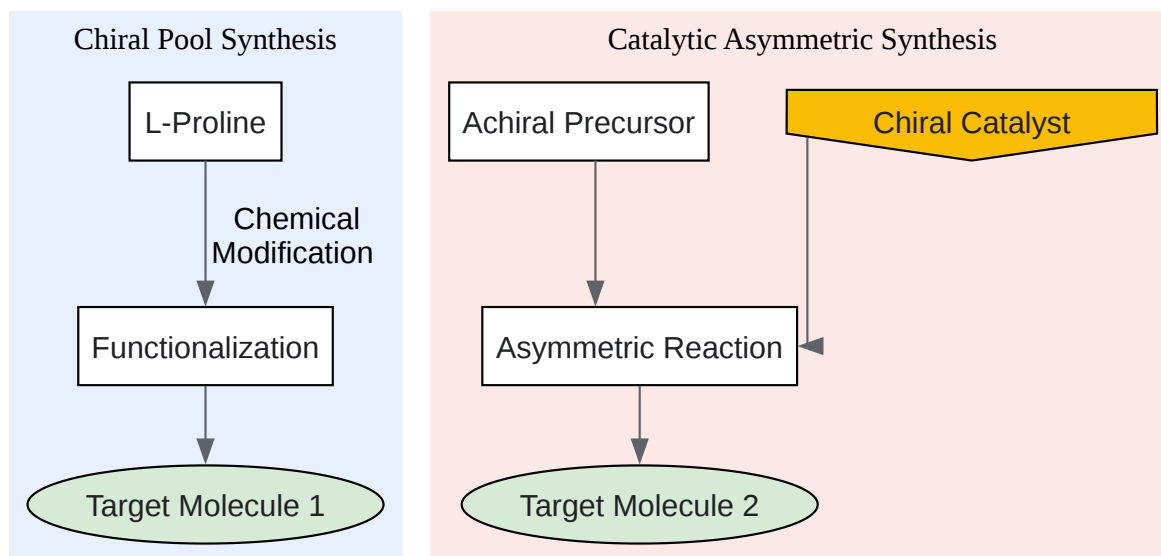 Chiral Pool Synthesis
L-Proline
Chemical
Modification
Functionalization
Target Molecule 1
Catalytic Asymmetric Synthesis
Achiral Precursor
Chiral Catalyst
Asymmetric Reaction
Target Molecule 2